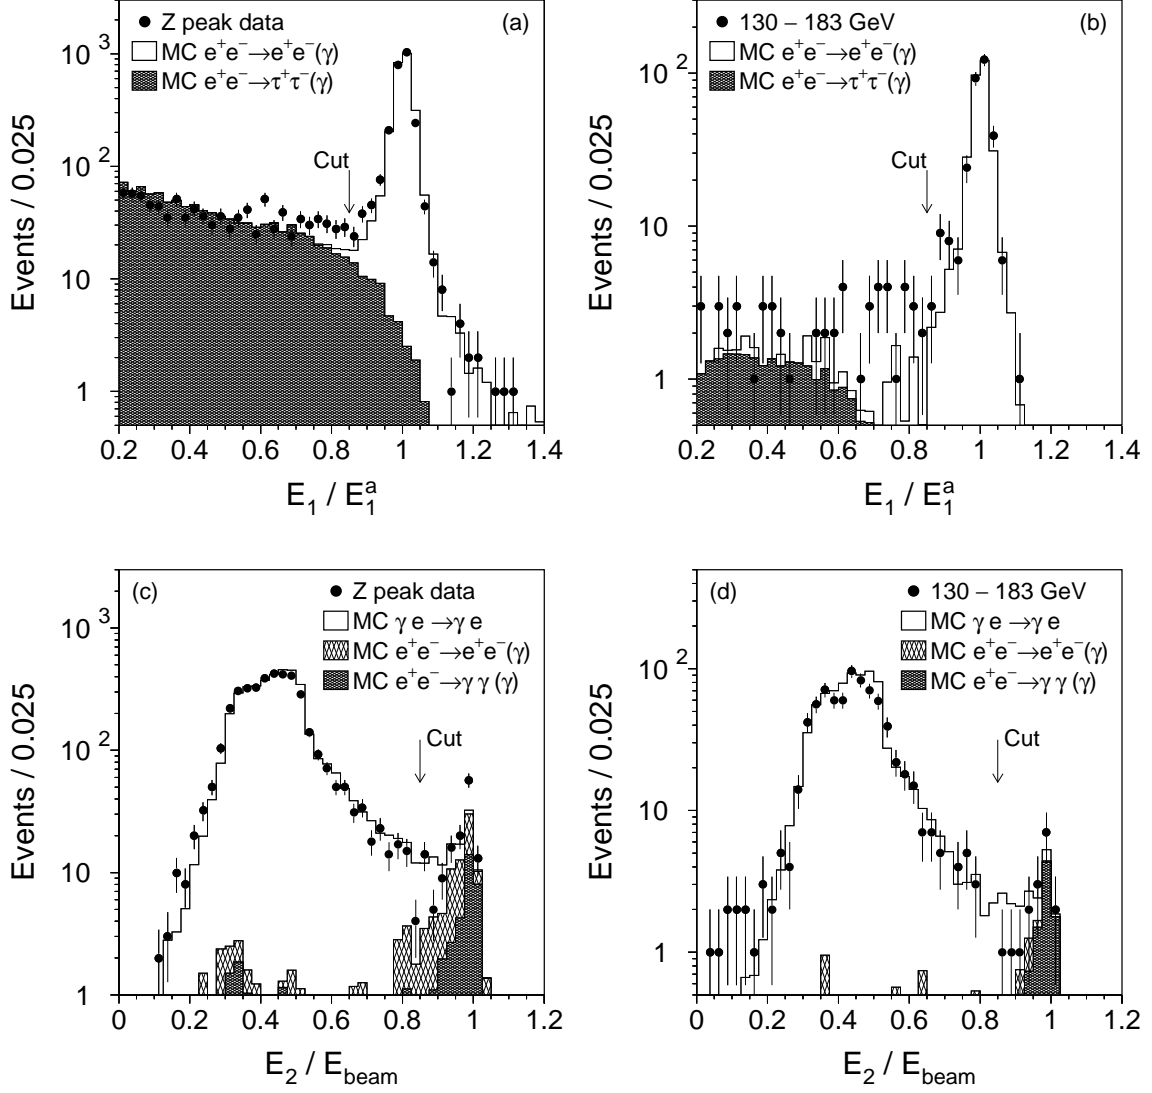 Z peak data (a)
MC e⁺e⁻→e⁺e⁻(γ)
MC e⁺e⁻→τ⁺τ⁻(γ)
Cut
Events / 0.025
10³
10²
10
1
0.2 0.4 0.6 0.8 1 1.2 1.4
E₁ / E₁ᵃ
130 – 183 GeV (b)
MC e⁺e⁻→e⁺e⁻(γ)
MC e⁺e⁻→τ⁺τ⁻(γ)
Cut
Events / 0.025
10²
10
1
0.2 0.4 0.6 0.8 1 1.2 1.4
E₁ / E₁ᵃ
(c) Z peak data
MC γ e →γ e
MC e⁺e⁻→e⁺e⁻(γ)
MC e⁺e⁻→γ γ (γ)
Cut
Events / 0.025
10³
10²
10
1
0 0.2 0.4 0.6 0.8 1 1.2
E₂ / E_beam
(d) 130 – 183 GeV
MC γ e →γ e
MC e⁺e⁻→e⁺e⁻(γ)
MC e⁺e⁻→γ γ (γ)
Cut
Events / 0.025
10²
10
1
0 0.2 0.4 0.6 0.8 1 1.2
E₂ / E_beam